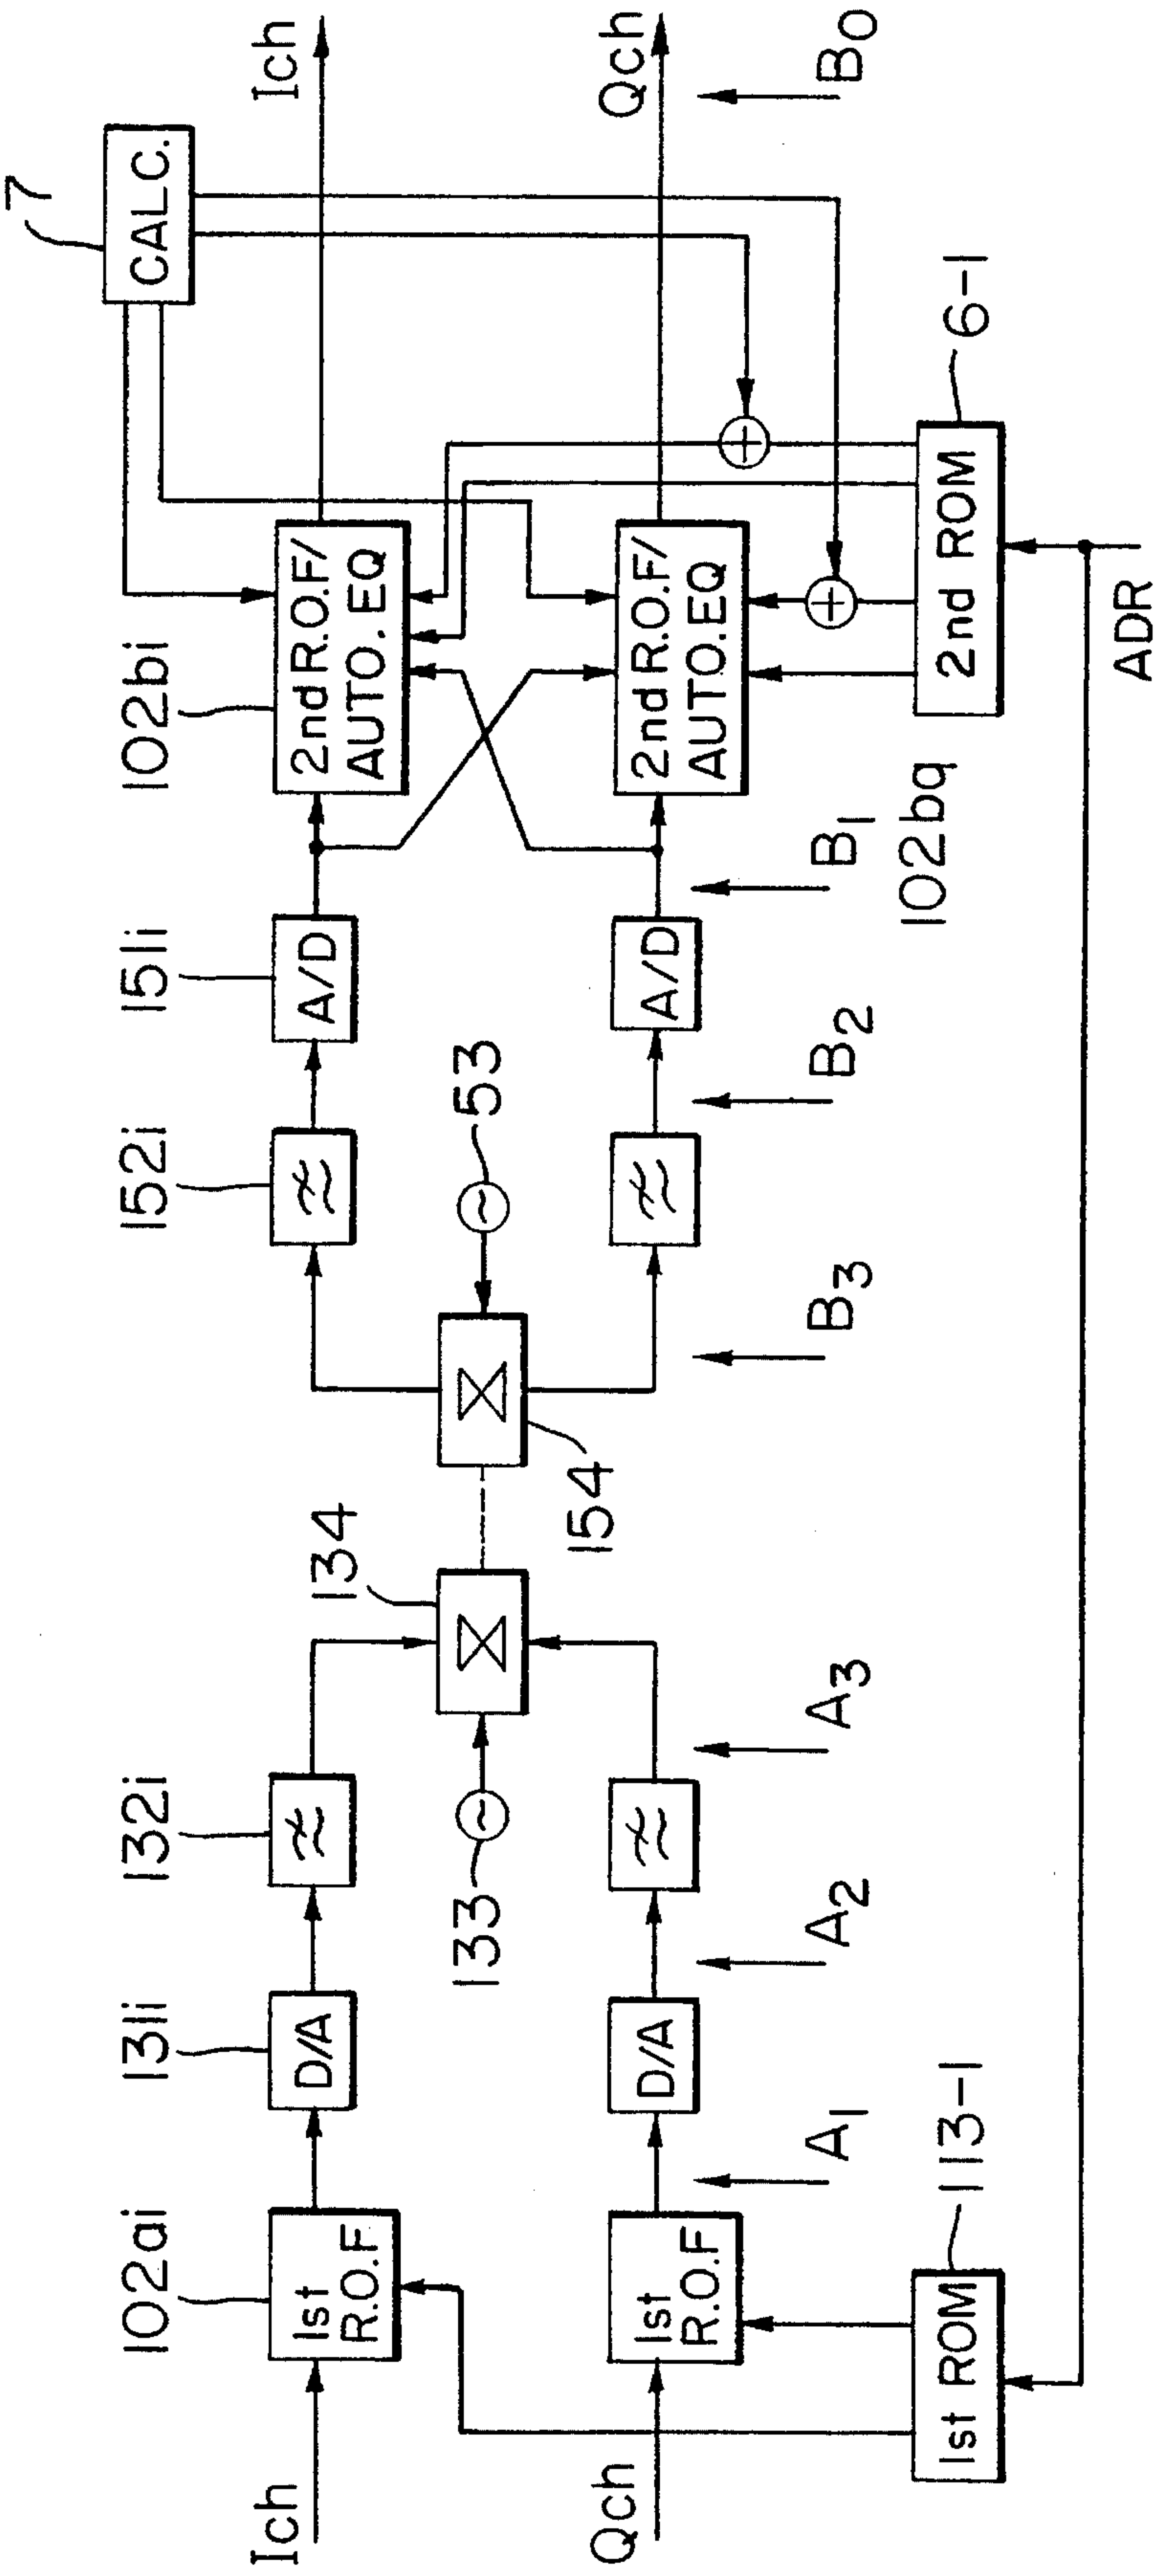 7
CALC.
Ich
Qch
B0
102bi
2nd R.O.F/
AUTO. EQ
2nd R.O.F/
AUTO.EQ
102bq
6-1
2nd ROM
ADR
151i
A/D
A/D
B1
152i
53
B2
B3
154
134
133
132i
A3
131i
D/A
D/A
A2
102ai
1st
R.O.F
1st
R.O.F
A1
113-1
1st ROM
Ich
Qch